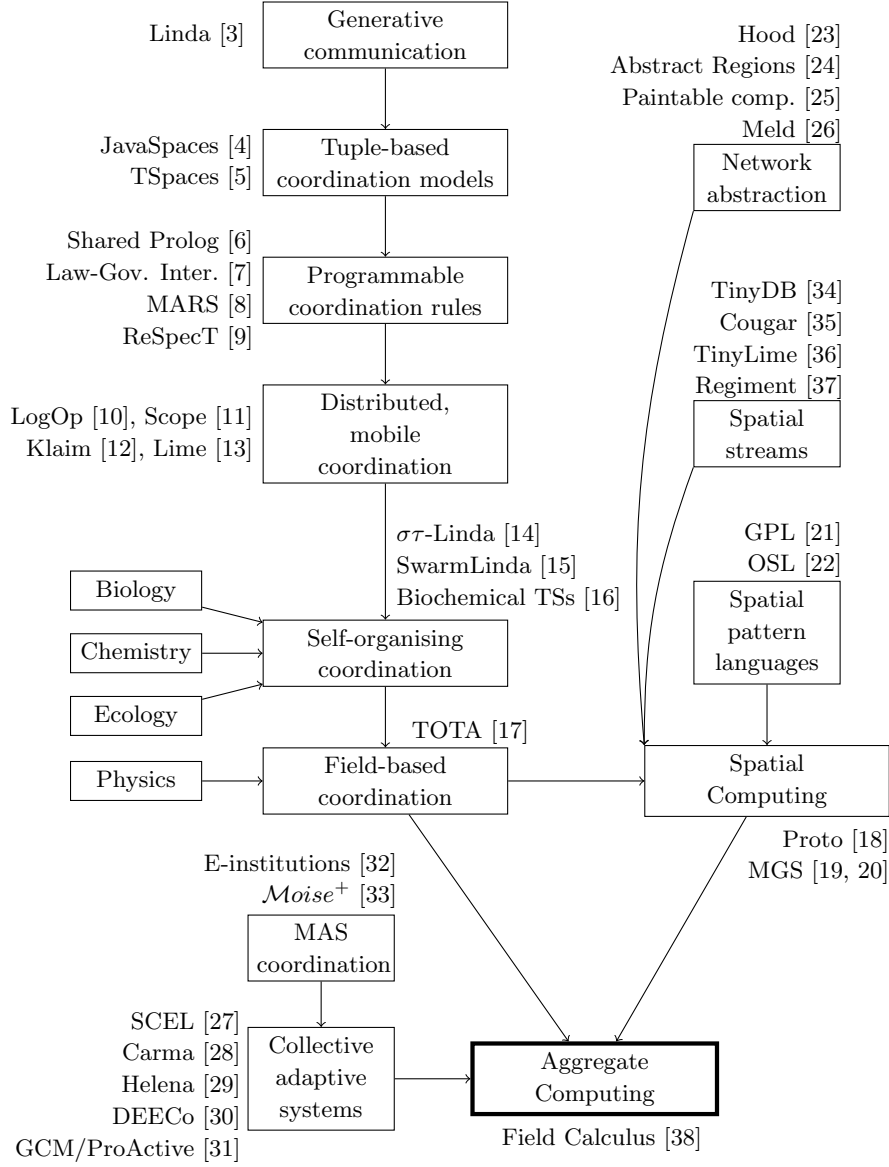 Linda [3]
Generative
communication
Hood [23]
Abstract Regions [24]
Paintable comp. [25]
Meld [26]
Network
abstraction
JavaSpaces [4]
TSpaces [5]
Tuple-based
coordination models
Shared Prolog [6]
Law-Gov. Inter. [7]
MARS [8]
ReSpecT [9]
Programmable
coordination rules
TinyDB [34]
Cougar [35]
TinyLime [36]
Regiment [37]
Spatial
streams
LogOp [10], Scope [11]
Klaim [12], Lime [13]
Distributed,
mobile
coordination
στ-Linda [14]
SwarmLinda [15]
Biochemical TSs [16]
GPL [21]
OSL [22]
Spatial
pattern
languages
Biology
Chemistry
Ecology
Self-organising
coordination
TOTA [17]
Physics
Field-based
coordination
Spatial
Computing
Proto [18]
MGS [19, 20]
E-institutions [32]
Moise+ [33]
MAS
coordination
SCEL [27]
Carma [28]
Helena [29]
DEECo [30]
GCM/ProActive [31]
Collective
adaptive
systems
Aggregate
Computing
Field Calculus [38]